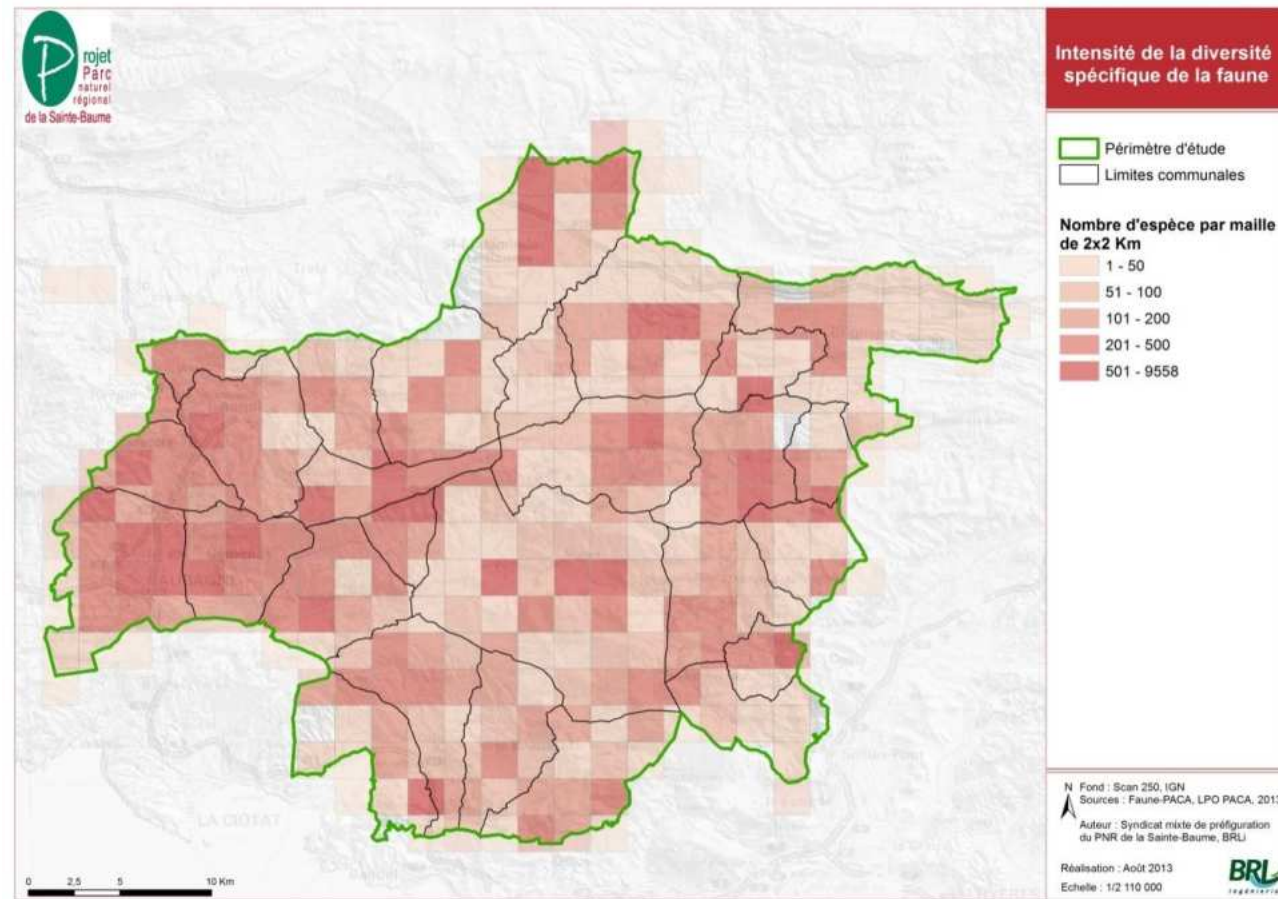 Projet
Parc
naturel
régional
de la Sainte-Baume
Intensité de la diversité
spécifique de la faune
Périmètre d'étude
Limites communales
Nombre d'espèce par maille
de 2x2 Km
1 - 50
51 - 100
101 - 200
201 - 500
501 - 9558
LA CIOTAT
0 2,5 5 10 Km
N Fond : Scan 250, IGN
Sources : Faune-PACA, LPO PACA, 2013
Auteur : Syndicat mixte de préfiguration
du PNR de la Sainte-Baume, BRLi
Réalisation : Août 2013
Echelle : 1/2 110 000
BRL
Ingénierie